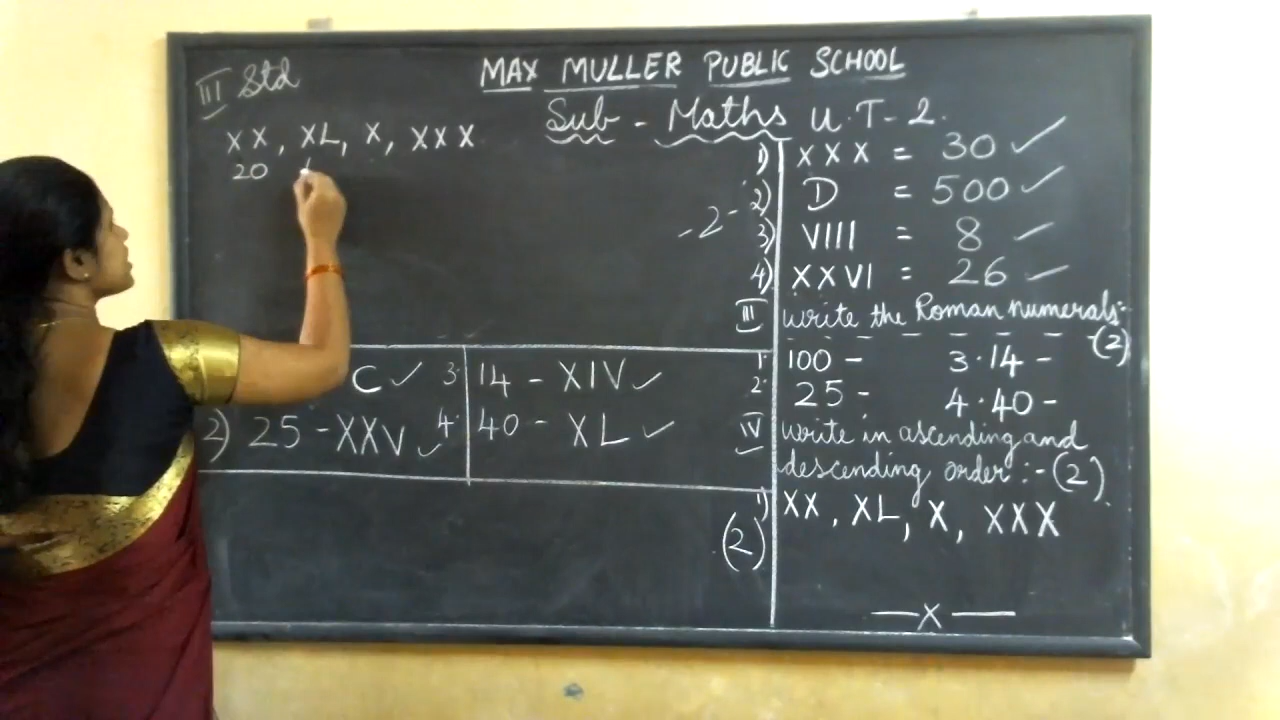 III Std
MAX MULLER PUBLIC SCHOOL
Sub - Maths U.T-2.
XX, XL, X, XXX
20
1) XXX = 30 ✓
-2- 2) D = 500 ✓
3) VIII = 8 ✓
4) XXVI = 26 ✓
III write the Roman numerals:- (2)
1. 100 - 3.14 -
2. 25 - 4.40 -
IV write in ascending and
descending order:- (2)
1) XX, XL, X, XXX
—x—
C ✓ 3. 14 - XIV ✓
2) 25 - XXV ✓ 4. 40 - XL ✓
(2)